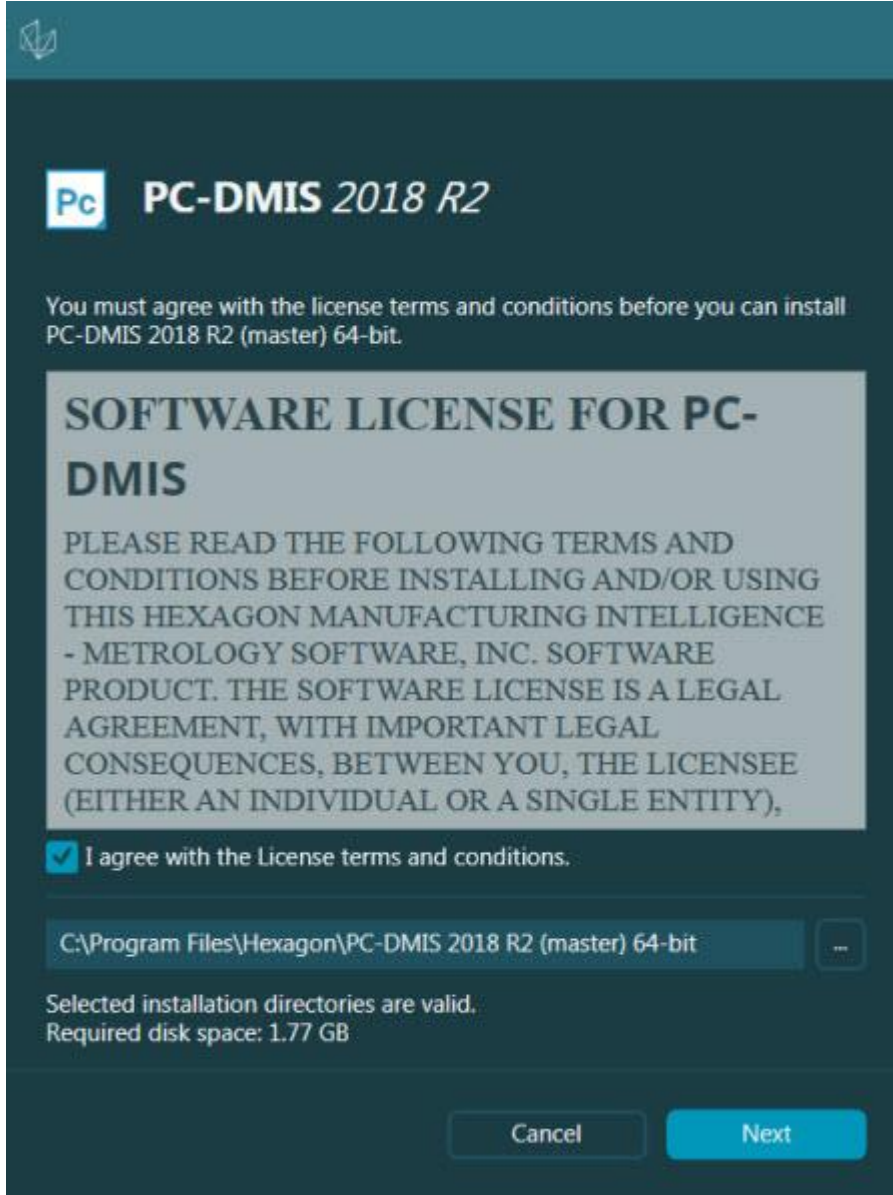 Pc
PC-DMIS 2018 R2
You must agree with the license terms and conditions before you can install
PC-DMIS 2018 R2 (master) 64-bit.
SOFTWARE LICENSE FOR PC-
DMIS
PLEASE READ THE FOLLOWING TERMS AND
CONDITIONS BEFORE INSTALLING AND/OR USING
THIS HEXAGON MANUFACTURING INTELLIGENCE
- METROLOGY SOFTWARE, INC. SOFTWARE
PRODUCT. THE SOFTWARE LICENSE IS A LEGAL
AGREEMENT, WITH IMPORTANT LEGAL
CONSEQUENCES, BETWEEN YOU, THE LICENSEE
(EITHER AN INDIVIDUAL OR A SINGLE ENTITY),
I agree with the License terms and conditions.
C:\Program Files\Hexagon\PC-DMIS 2018 R2 (master) 64-bit
...
Selected installation directories are valid.
Required disk space: 1.77 GB
Cancel
Next